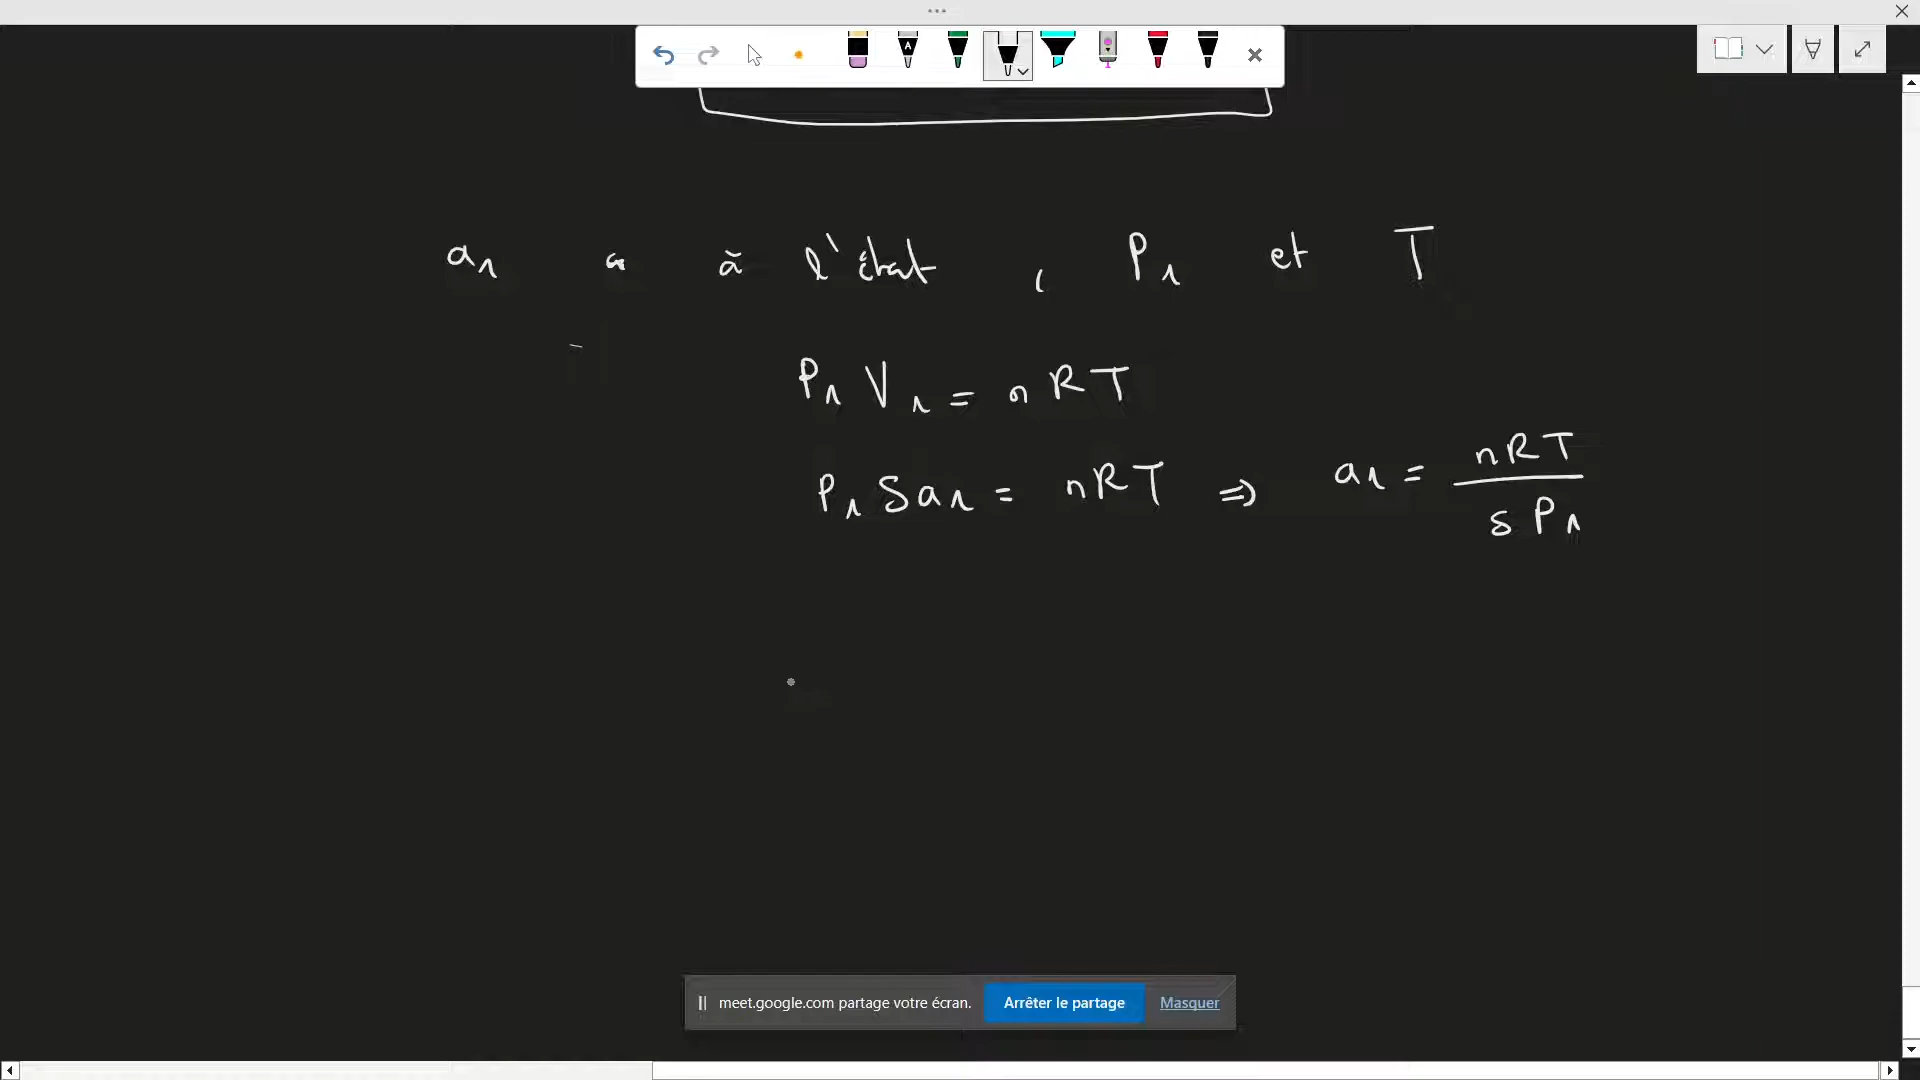 A
a₁ a à l'état , P₁ et T
P₁ V₁ = n R T
P₁ S a₁ = nRT ⇒ a₁ = nRT / S P₁
meet.google.com partage votre écran. Arrêter le partage Masquer